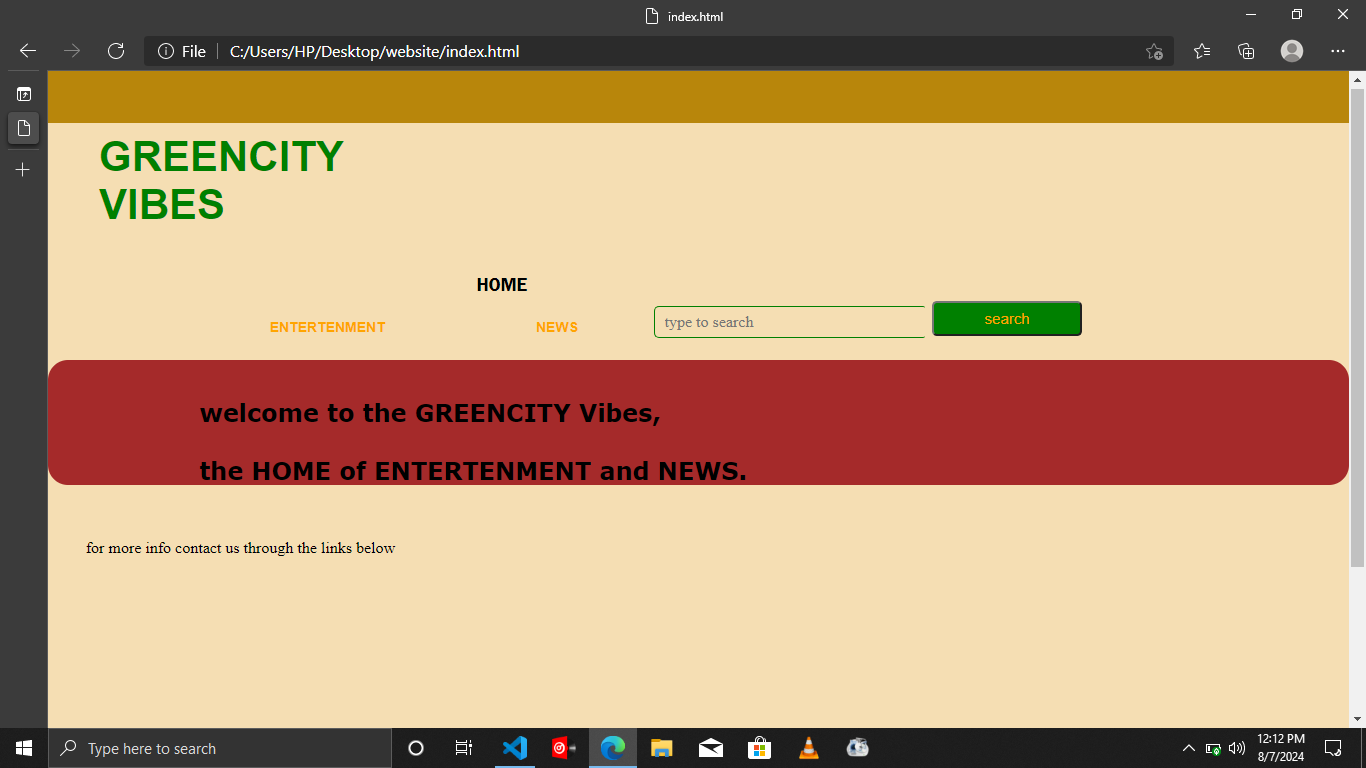 index.html
File
C:/Users/HP/Desktop/website/index.html
GREENCITY
VIBES
HOME
ENTERTENMENT
NEWS
type to search
search
welcome to the GREENCITY Vibes,
the HOME of ENTERTENMENT and NEWS.
for more info contact us through the links below
Type here to search
12:12 PM
8/7/2024